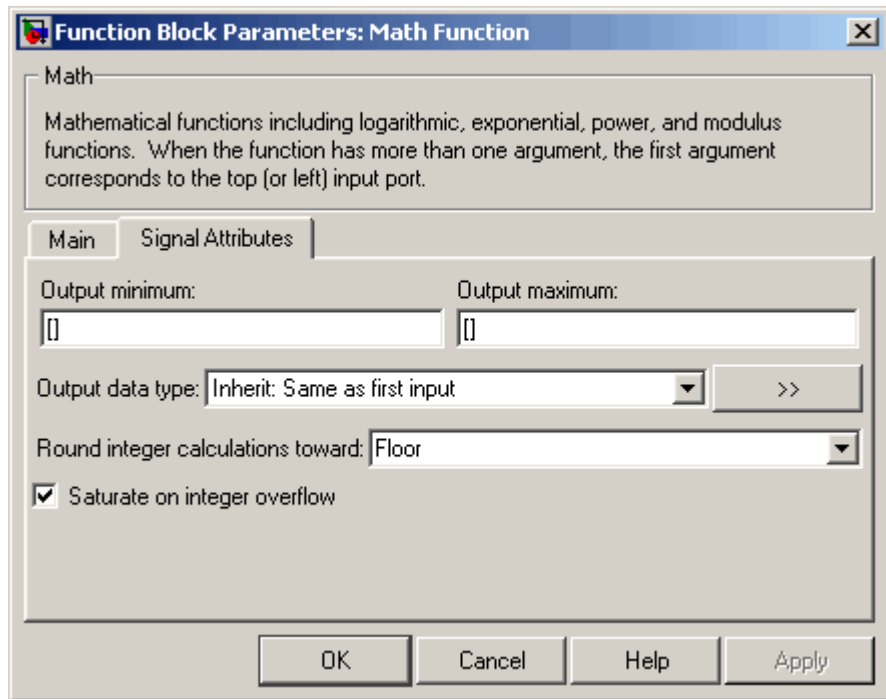 Function Block Parameters: Math Function
Math
Mathematical functions including logarithmic, exponential, power, and modulus
functions.  When the function has more than one argument, the first argument
corresponds to the top (or left) input port.
Main
Signal Attributes
Output minimum:
Output maximum:
[]
[]
Output data type: Inherit: Same as first input
>>
Round integer calculations toward: Floor
Saturate on integer overflow
OK
Cancel
Help
Apply